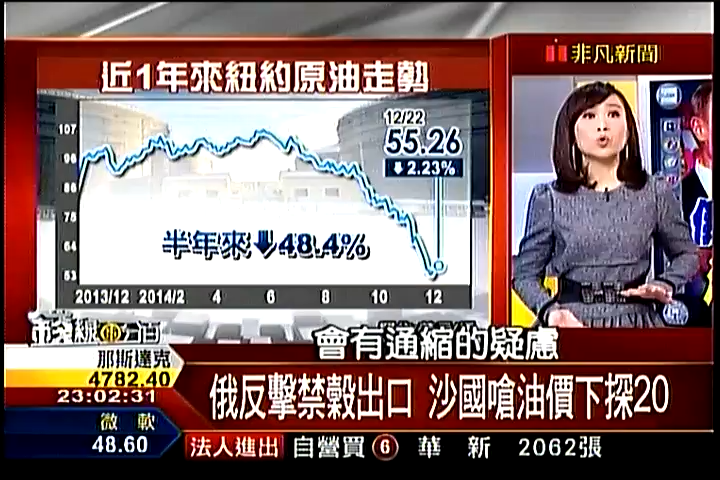 非凡新聞
近1年來紐約原油走勢
12/22
55.26
⬇2.23%
107
96
86
75
64
53
半年來⬇48.4%
2013/12 2014/2 4 6 8 10 12
會有通縮的疑慮
那斯達克
4782.40
23:02:31
俄反擊禁穀出口 沙國嗆油價下探20
微軟
48.60
法人進出 自營買 6 華新 2062張